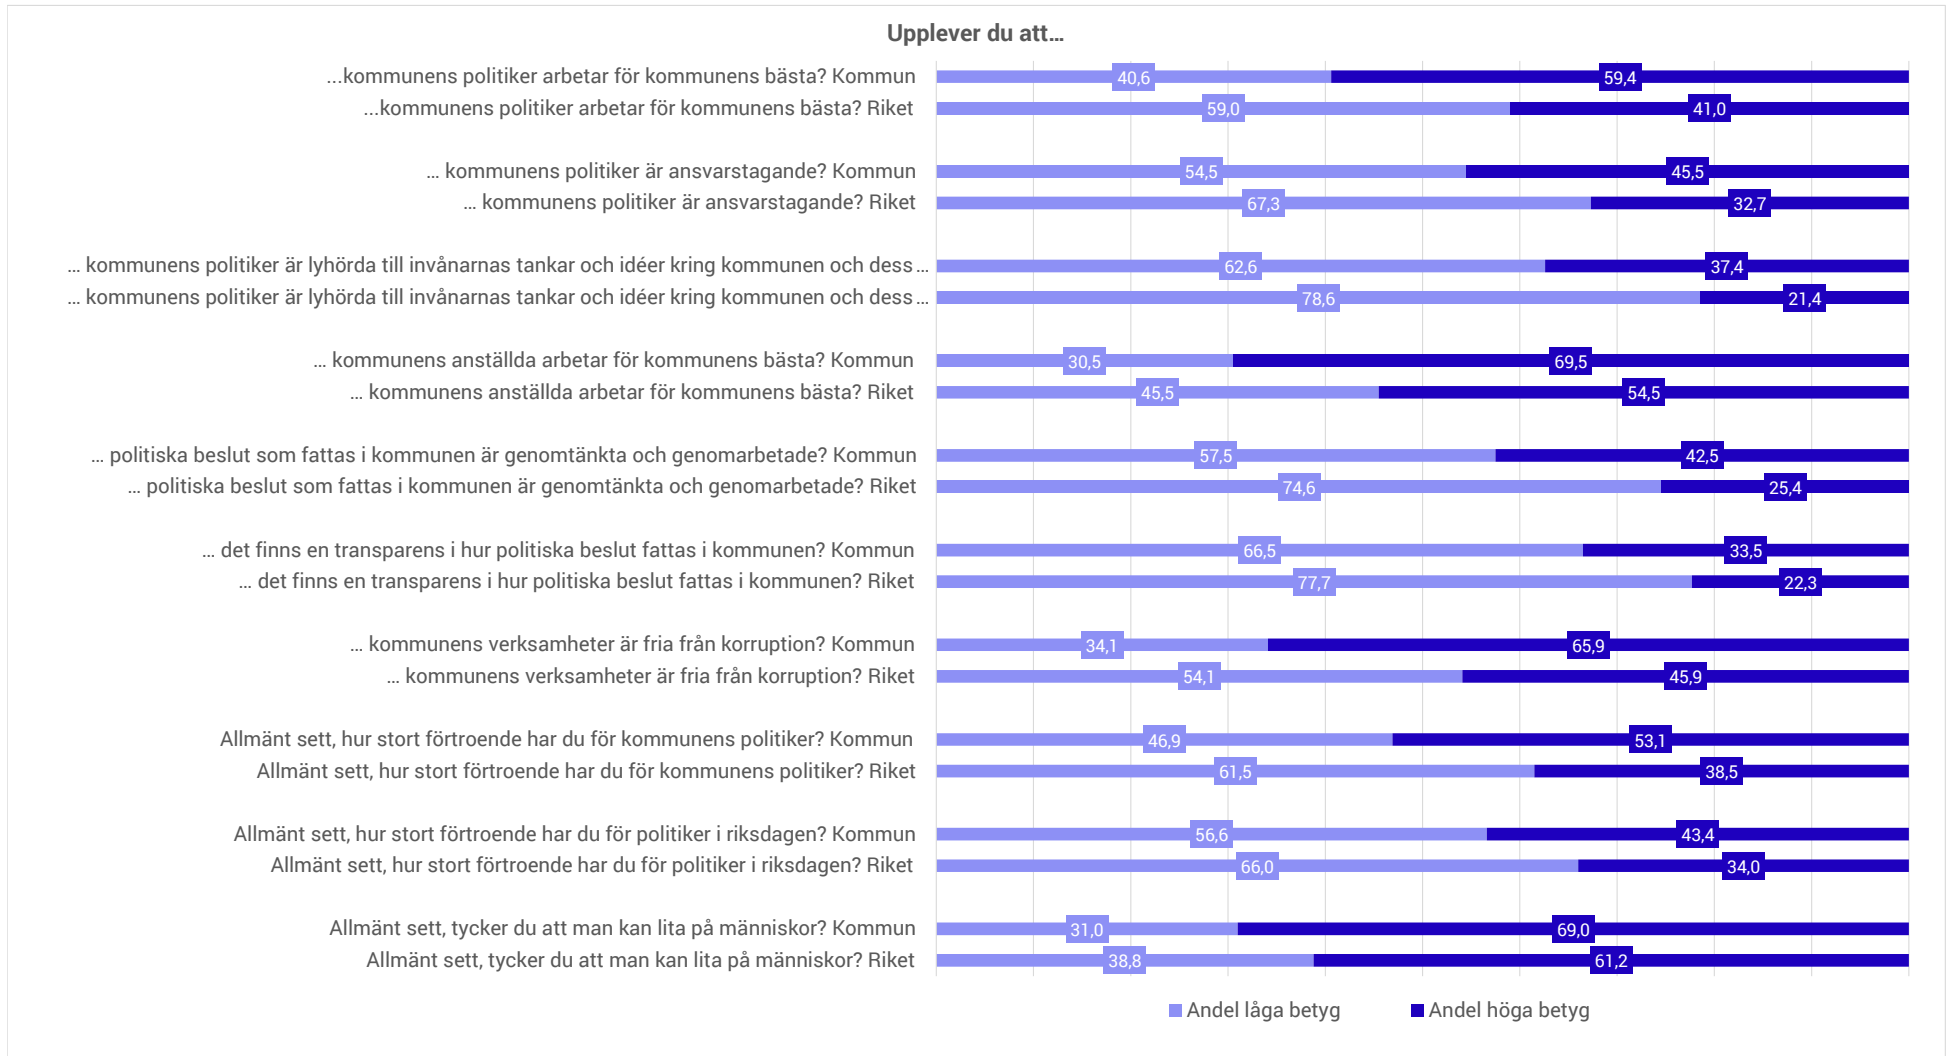 Upplever du att…
...kommunens politiker arbetar för kommunens bästa? Kommun 40,6 59,4
...kommunens politiker arbetar för kommunens bästa? Riket 59,0 41,0
… kommunens politiker är ansvarstagande? Kommun 54,5 45,5
… kommunens politiker är ansvarstagande? Riket 67,3 32,7
… kommunens politiker är lyhörda till invånarnas tankar och idéer kring kommunen och dess … 62,6 37,4
… kommunens politiker är lyhörda till invånarnas tankar och idéer kring kommunen och dess … 78,6 21,4
… kommunens anställda arbetar för kommunens bästa? Kommun 30,5 69,5
… kommunens anställda arbetar för kommunens bästa? Riket 45,5 54,5
… politiska beslut som fattas i kommunen är genomtänkta och genomarbetade? Kommun 57,5 42,5
… politiska beslut som fattas i kommunen är genomtänkta och genomarbetade? Riket 74,6 25,4
… det finns en transparens i hur politiska beslut fattas i kommunen? Kommun 66,5 33,5
… det finns en transparens i hur politiska beslut fattas i kommunen? Riket 77,7 22,3
… kommunens verksamheter är fria från korruption? Kommun 34,1 65,9
… kommunens verksamheter är fria från korruption? Riket 54,1 45,9
Allmänt sett, hur stort förtroende har du för kommunens politiker? Kommun 46,9 53,1
Allmänt sett, hur stort förtroende har du för kommunens politiker? Riket 61,5 38,5
Allmänt sett, hur stort förtroende har du för politiker i riksdagen? Kommun 56,6 43,4
Allmänt sett, hur stort förtroende har du för politiker i riksdagen? Riket 66,0 34,0
Allmänt sett, tycker du att man kan lita på människor? Kommun 31,0 69,0
Allmänt sett, tycker du att man kan lita på människor? Riket 38,8 61,2
Andel låga betyg Andel höga betyg